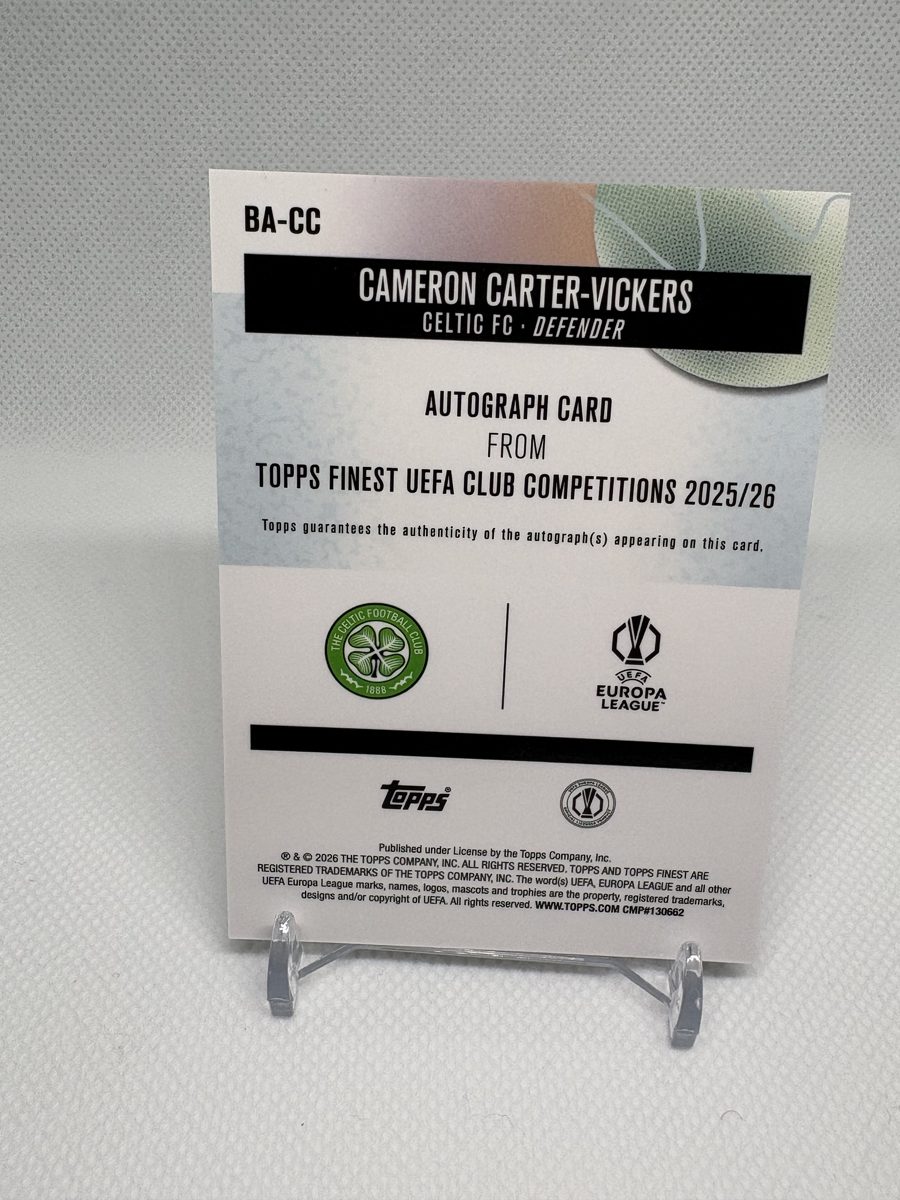 BA-CC
CAMERON CARTER-VICKERS
CELTIC FC · DEFENDER
AUTOGRAPH CARD
FROM
TOPPS FINEST UEFA CLUB COMPETITIONS 2025/26
Topps guarantees the authenticity of the autograph(s) appearing on this card.
THE CELTIC FOOTBALL CLUB
1888
UEFA
EUROPA
LEAGUE™
topps®
Published under License by the Topps Company, Inc.
® & © 2026 THE TOPPS COMPANY, INC. ALL RIGHTS RESERVED. TOPPS AND TOPPS FINEST ARE
REGISTERED TRADEMARKS OF THE TOPPS COMPANY, INC. The word(s) UEFA, EUROPA LEAGUE and all other
UEFA Europa League marks, names, logos, mascots and trophies are the property, registered trademarks,
designs and/or copyright of UEFA. All rights reserved. WWW.TOPPS.COM CMP#130662